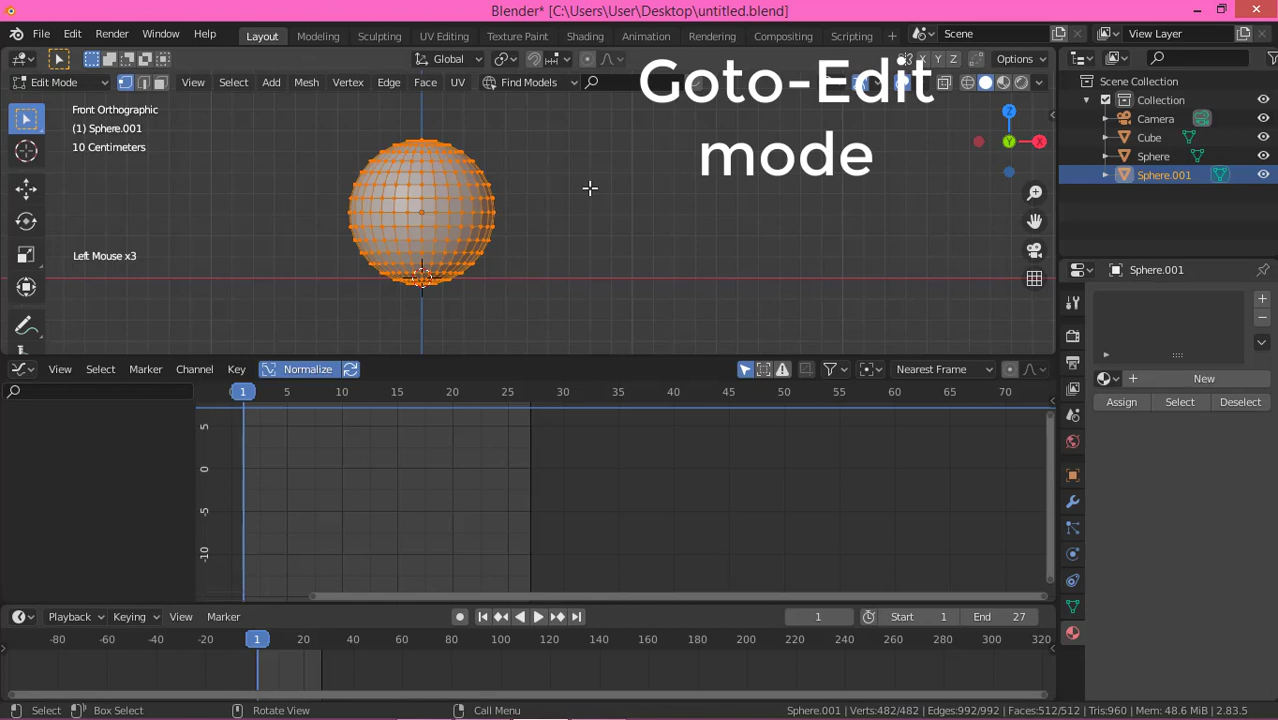 Blender* [C:\Users\User\Desktop\untitled.blend]
File Edit Render Window Help Layout Modeling Sculpting UV Editing Texture Paint Shading Animation Rendering Compositing Scripting Scene View Layer
Global X Y Z Options
Edit Mode View Select Add Mesh Vertex Edge Face UV Find Models
Goto-Edit
mode
Front Orthographic
(1) Sphere.001
10 Centimeters
Left Mouse x3
Z
Y
X
Scene Collection
Collection
Camera
Cube
Sphere
Sphere.001
Sphere.001
New
Assign Select Deselect
View Select Marker Channel Key Normalize Nearest Frame
1 5 10 15 20 25 30 35 40 45 50 55 60 65 70
5
0
-5
-10
Playback Keying View Marker 1 Start 1 End 27
-80 -60 -40 -20 1 20 40 60 80 100 120 140 160 180 200 220 240 260 280 300 320
Select Box Select Rotate View Call Menu Sphere.001 | Verts:482/482 | Edges:992/992 | Faces:512/512 | Tris:960 | Mem: 48.6 MiB | 2.83.5